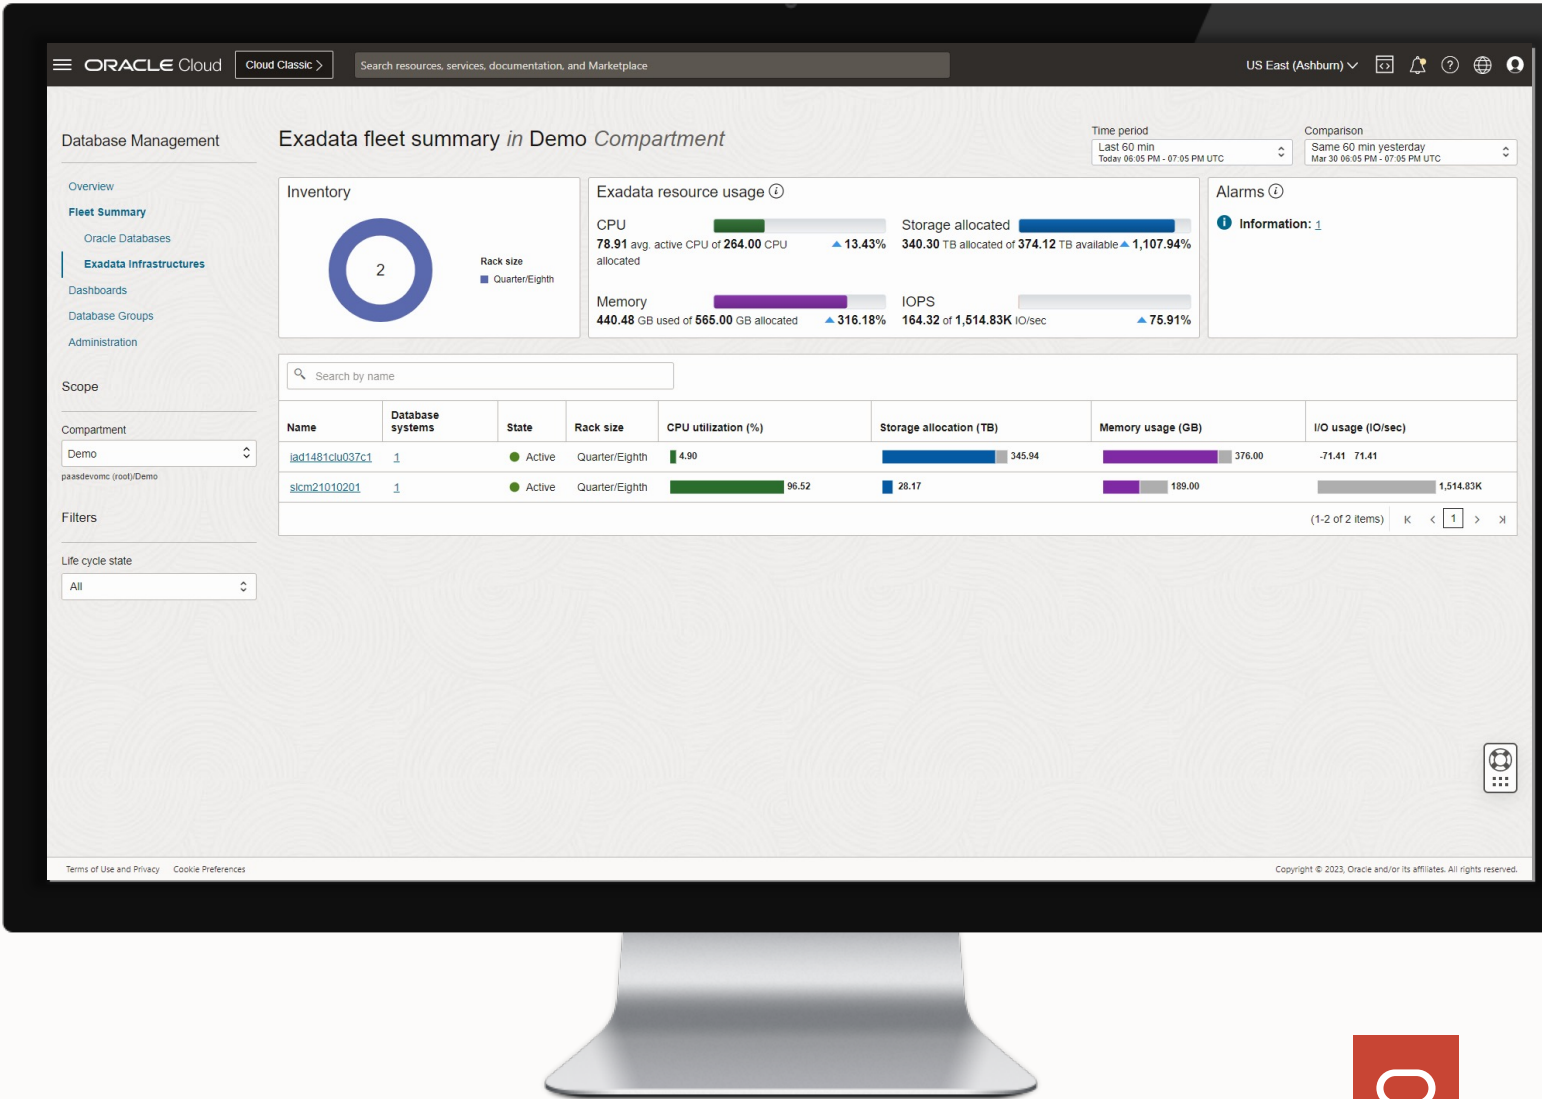 ORACLE Cloud
Cloud Classic >
Search resources, services, documentation, and Marketplace
US East (Ashburn)
Database Management
Overview
Fleet Summary
Oracle Databases
Exadata Infrastructures
Dashboards
Database Groups
Administration
Scope
Compartment
Demo
paasdevomc (root)/Demo
Filters
Life cycle state
All
Exadata fleet summary in Demo Compartment
Time period
Last 60 min
Today 06:05 PM - 07:05 PM UTC
Comparison
Same 60 min yesterday
Mar 30 06:05 PM - 07:05 PM UTC
Inventory
2
Rack size
Quarter/Eighth
Exadata resource usage
CPU
78.91 avg. active CPU of 264.00 CPU
allocated
13.43%
Storage allocated
340.30 TB allocated of 374.12 TB available
1,107.94%
Memory
440.48 GB used of 565.00 GB allocated
316.18%
IOPS
164.32 of 1,514.83K IO/sec
75.91%
Alarms
Information: 1
Search by name
Name Database systems State Rack size CPU utilization (%) Storage allocation (TB) Memory usage (GB) I/O usage (IO/sec)
iad1481clu037c1 1 Active Quarter/Eighth 4.90 345.94 376.00 -71.41 71.41
slcm21010201 1 Active Quarter/Eighth 96.52 28.17 189.00 1,514.83K
(1-2 of 2 items) 1
Terms of Use and Privacy Cookie Preferences
Copyright © 2023, Oracle and/or its affiliates. All rights reserved.